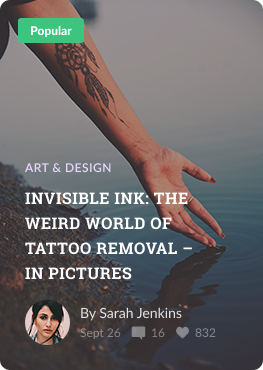 Popular
ART & DESIGN
INVISIBLE INK: THE
WEIRD WORLD OF
TATTOO REMOVAL –
IN PICTURES
By Sarah Jenkins
Sept 26 16 832